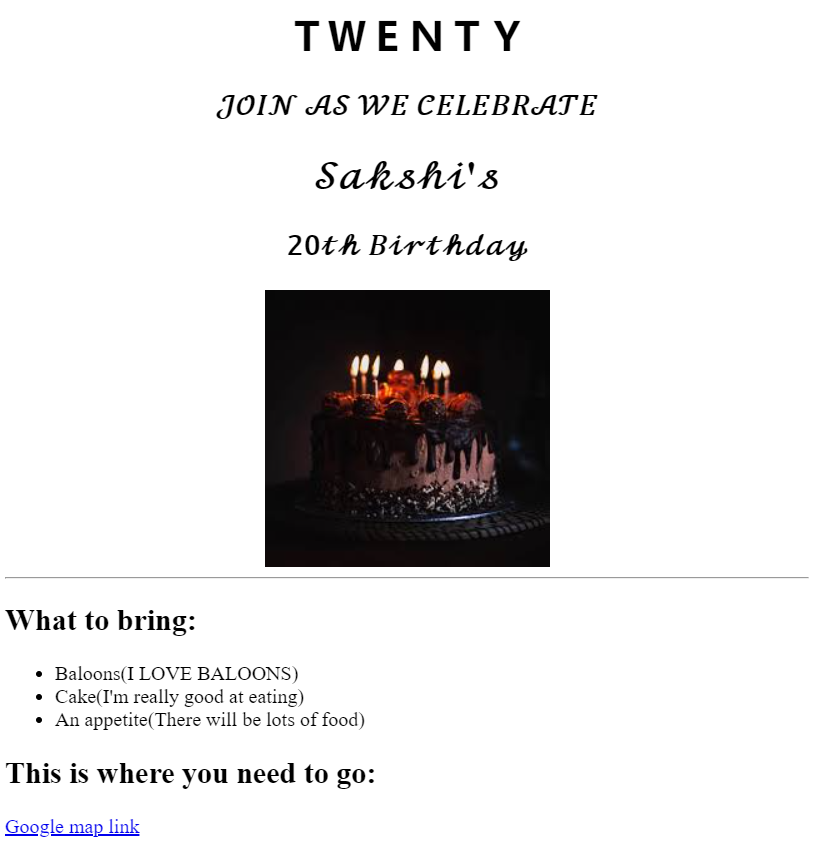 T W E N T Y
JOIN AS WE CELEBRATE
Sakshi's
20th Birthday
What to bring:
Baloons(I LOVE BALOONS)
Cake(I'm really good at eating)
An appetite(There will be lots of food)
This is where you need to go:
Google map link